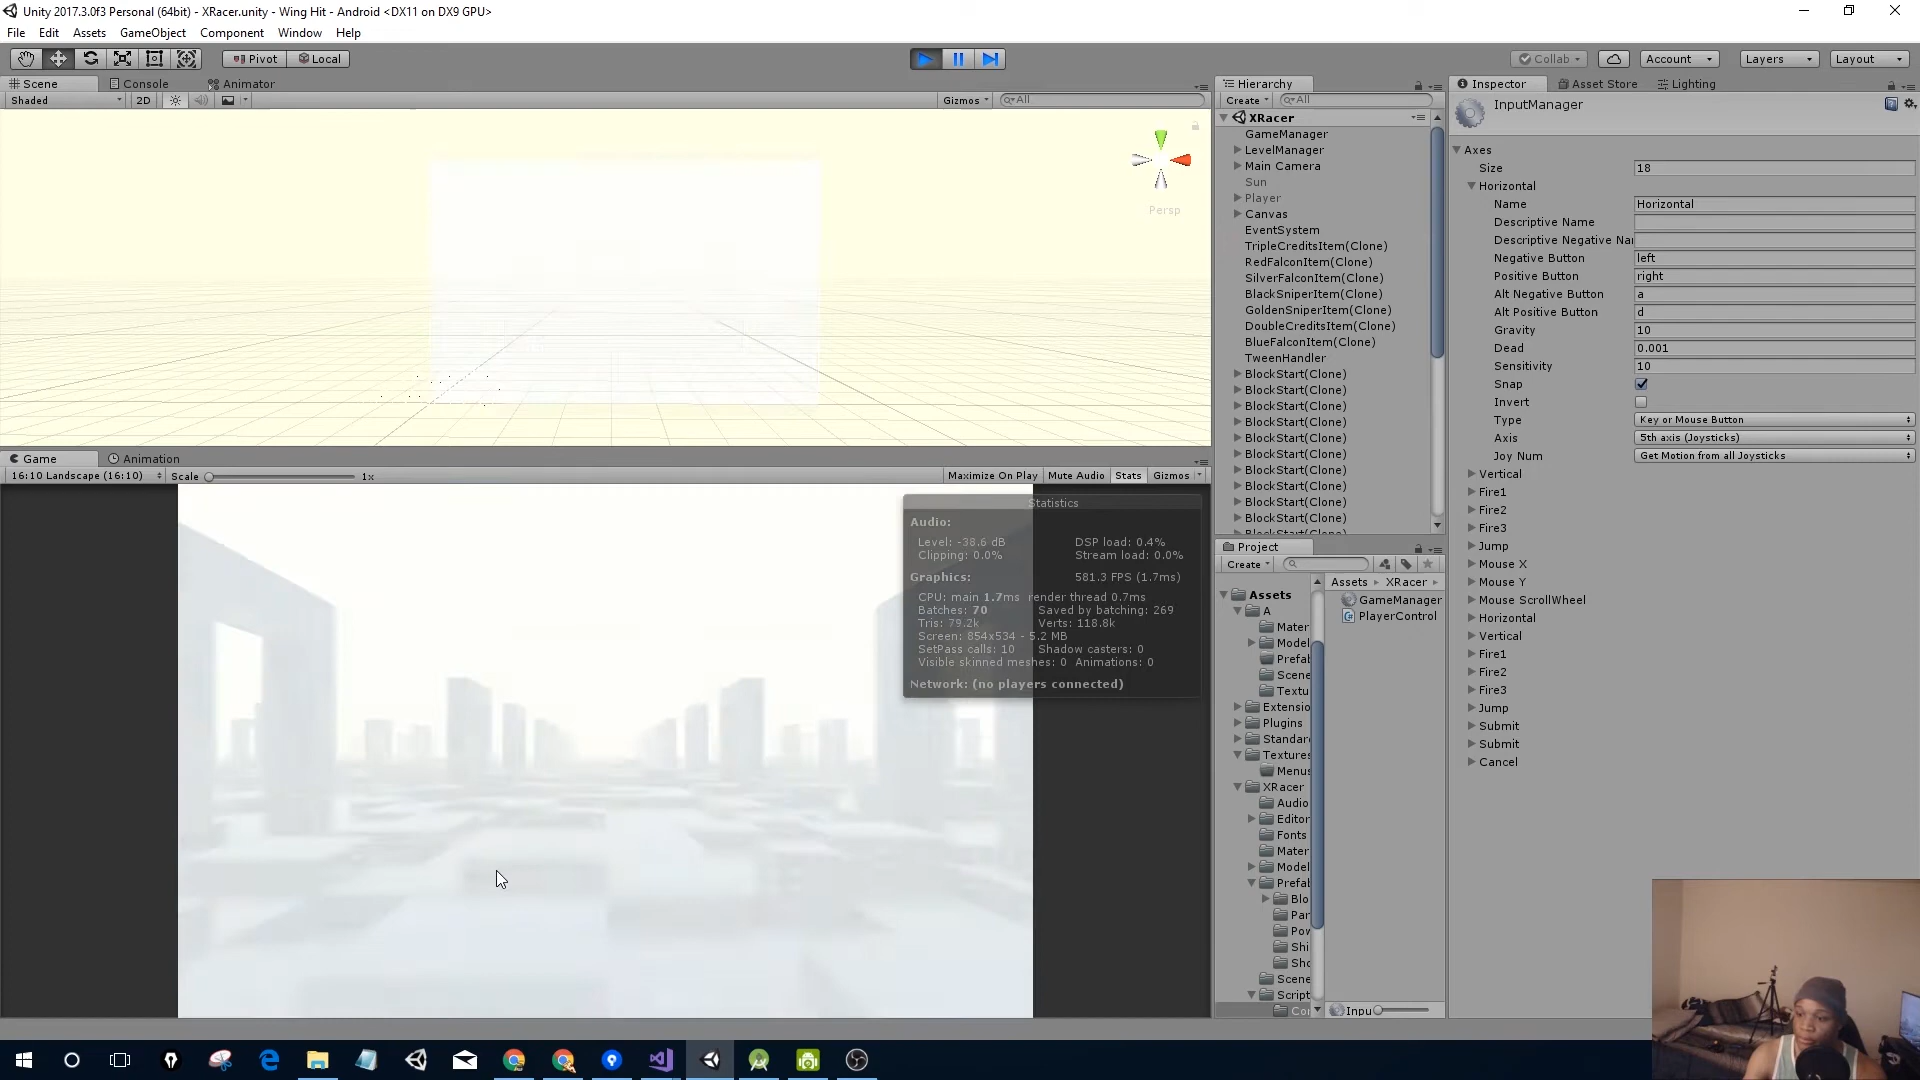 Unity 2017.3.0f3 Personal (64bit) - XRacer.unity - Wing Hit - Android <DX11 on DX9 GPU>
File Edit Assets GameObject Component Window Help
Pivot Local
Collab Account Layers Layout
Scene Console Animator
Shaded 2D Gizmos All
Persp
Game Animation
16:10 Landscape (16:10) Scale 1x Maximize On Play Mute Audio Stats Gizmos
Statistics
Audio:
Level: -38.6 dB DSP load: 0.4%
Clipping: 0.0% Stream load: 0.0%
Graphics: 581.3 FPS (1.7ms)
CPU: main 1.7ms render thread 0.7ms
Batches: 70 Saved by batching: 269
Tris: 79.2k Verts: 118.8k
Screen: 854x534 - 5.2 MB
SetPass calls: 10 Shadow casters: 0
Visible skinned meshes: 0 Animations: 0
Network: (no players connected)
Hierarchy
Create All
XRacer
GameManager
LevelManager
Main Camera
Sun
Player
Canvas
EventSystem
TripleCreditsItem(Clone)
RedFalconItem(Clone)
SilverFalconItem(Clone)
BlackSniperItem(Clone)
GoldenSniperItem(Clone)
DoubleCreditsItem(Clone)
BlueFalconItem(Clone)
TweenHandler
BlockStart(Clone)
BlockStart(Clone)
BlockStart(Clone)
BlockStart(Clone)
BlockStart(Clone)
BlockStart(Clone)
BlockStart(Clone)
BlockStart(Clone)
BlockStart(Clone)
BlockStart(Clone)
Project
Create
Assets
A
Mater
Model
Prefab
Scene
Textu
Extensio
Plugins
Standar
Textures
Menus
XRacer
Audio
Editor
Fonts
Mater
Model
Prefab
Blo
Par
Pow
Shi
Sho
Scene
Script
Cor
Assets XRacer
GameManager
PlayerControl
Inpu
Inspector Asset Store Lighting
InputManager
Axes
Size 18
Horizontal
Name Horizontal
Descriptive Name
Descriptive Negative Na
Negative Button left
Positive Button right
Alt Negative Button a
Alt Positive Button d
Gravity 10
Dead 0.001
Sensitivity 10
Snap
Invert
Type Key or Mouse Button
Axis 5th axis (Joysticks)
Joy Num Get Motion from all Joysticks
Vertical
Fire1
Fire2
Fire3
Jump
Mouse X
Mouse Y
Mouse ScrollWheel
Horizontal
Vertical
Fire1
Fire2
Fire3
Jump
Submit
Submit
Cancel